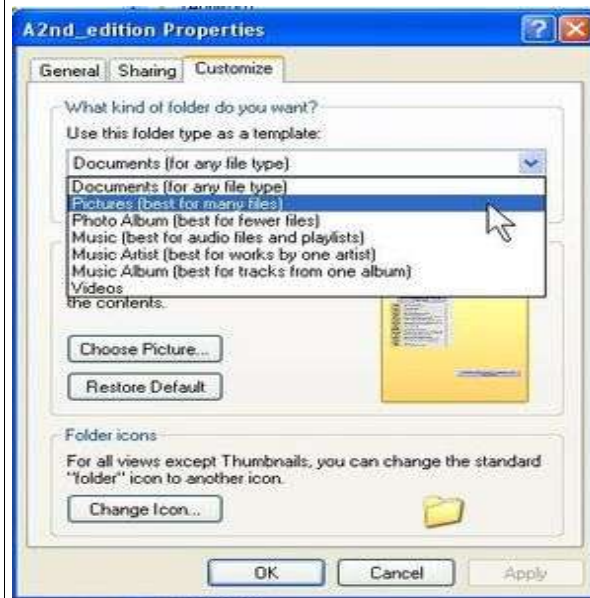 A2nd_edition Properties
General Sharing Customize
What kind of folder do you want?
Use this folder type as a template:
Documents (for any file type)
Documents (for any file type)
Pictures (best for many files)
Photo Album (best for fewer files)
Music (best for audio files and playlists)
Music Artist (best for works by one artist)
Music Album (best for tracks from one album)
Videos
the contents.
Choose Picture...
Restore Default
Folder icons
For all views except Thumbnails, you can change the standard
"folder" icon to another icon.
Change Icon...
OK Cancel Apply